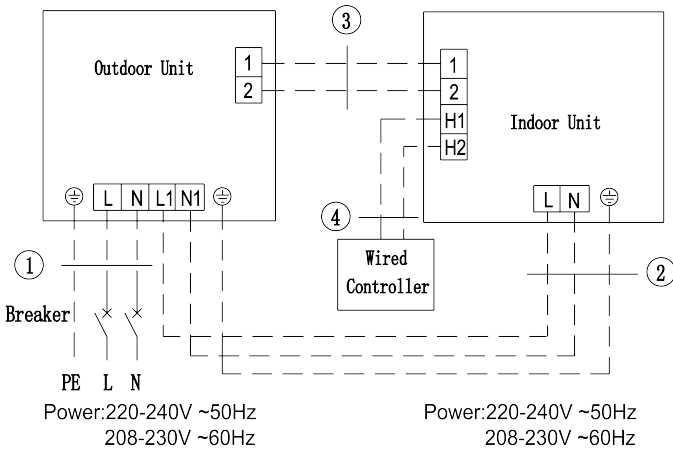 Outdoor Unit
1
2
③
1
2
H1
H2
Indoor Unit
L N L1 N1
L N
①
④
②
Wired
Controller
Breaker
PE L N
Power:220-240V ~50Hz
208-230V ~60Hz
Power:220-240V ~50Hz
208-230V ~60Hz